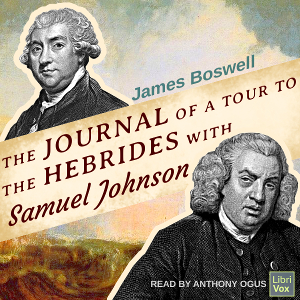 James Boswell
THE JOURNAL OF A TOUR TO
THE HEBRIDES WITH
Samuel Johnson
READ BY ANTHONY OGUS
Libri
Vox